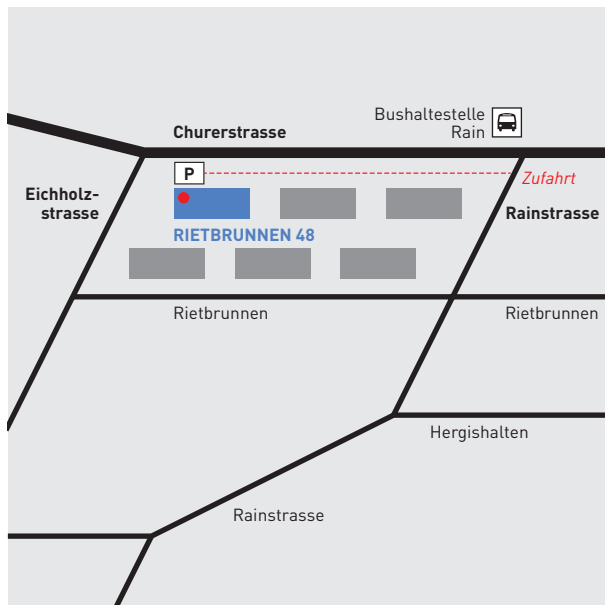 Bushaltestelle
Rain
Churerstrasse
P
Zufahrt
Eichholz-
strasse
Rainstrasse
RIETBRUNNEN 48
Rietbrunnen
Rietbrunnen
Hergishalten
Rainstrasse